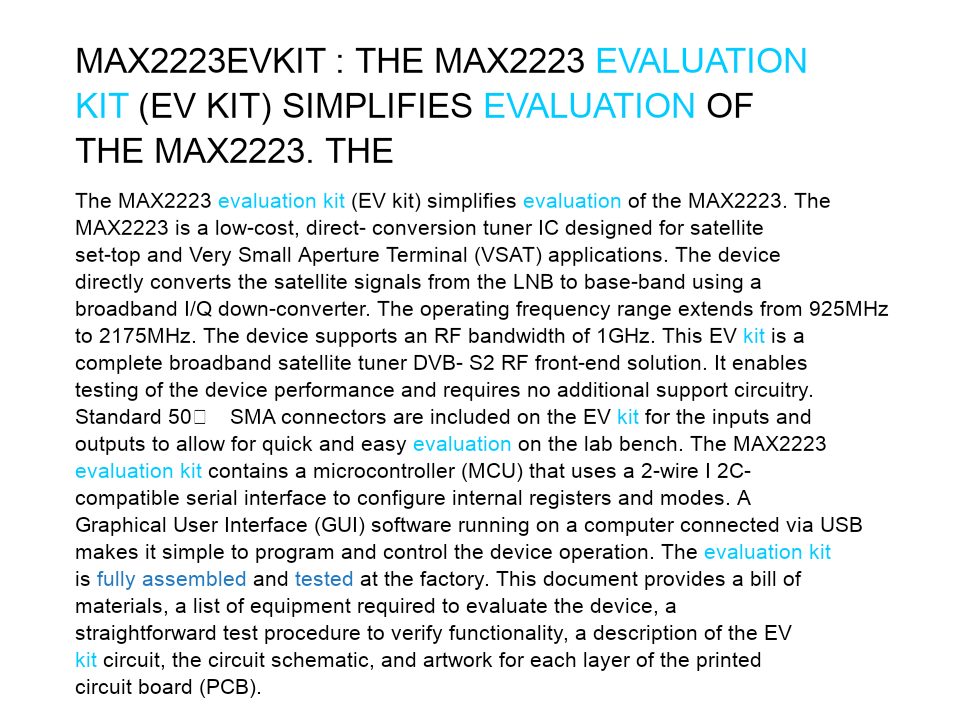 MAX2223EVKIT : THE MAX2223 EVALUATION
KIT (EV KIT) SIMPLIFIES EVALUATION OF
THE MAX2223. THE
The MAX2223 evaluation kit (EV kit) simplifies evaluation of the MAX2223. The
MAX2223 is a low-cost, direct- conversion tuner IC designed for satellite
set-top and Very Small Aperture Terminal (VSAT) applications. The device
directly converts the satellite signals from the LNB to base-band using a
broadband I/Q down-converter. The operating frequency range extends from 925MHz
to 2175MHz. The device supports an RF bandwidth of 1GHz. This EV kit is a
complete broadband satellite tuner DVB- S2 RF front-end solution. It enables
testing of the device performance and requires no additional support circuitry.
Standard 50□ SMA connectors are included on the EV kit for the inputs and
outputs to allow for quick and easy evaluation on the lab bench. The MAX2223
evaluation kit contains a microcontroller (MCU) that uses a 2-wire I 2C-
compatible serial interface to configure internal registers and modes. A
Graphical User Interface (GUI) software running on a computer connected via USB
makes it simple to program and control the device operation. The evaluation kit
is fully assembled and tested at the factory. This document provides a bill of
materials, a list of equipment required to evaluate the device, a
straightforward test procedure to verify functionality, a description of the EV
kit circuit, the circuit schematic, and artwork for each layer of the printed
circuit board (PCB).